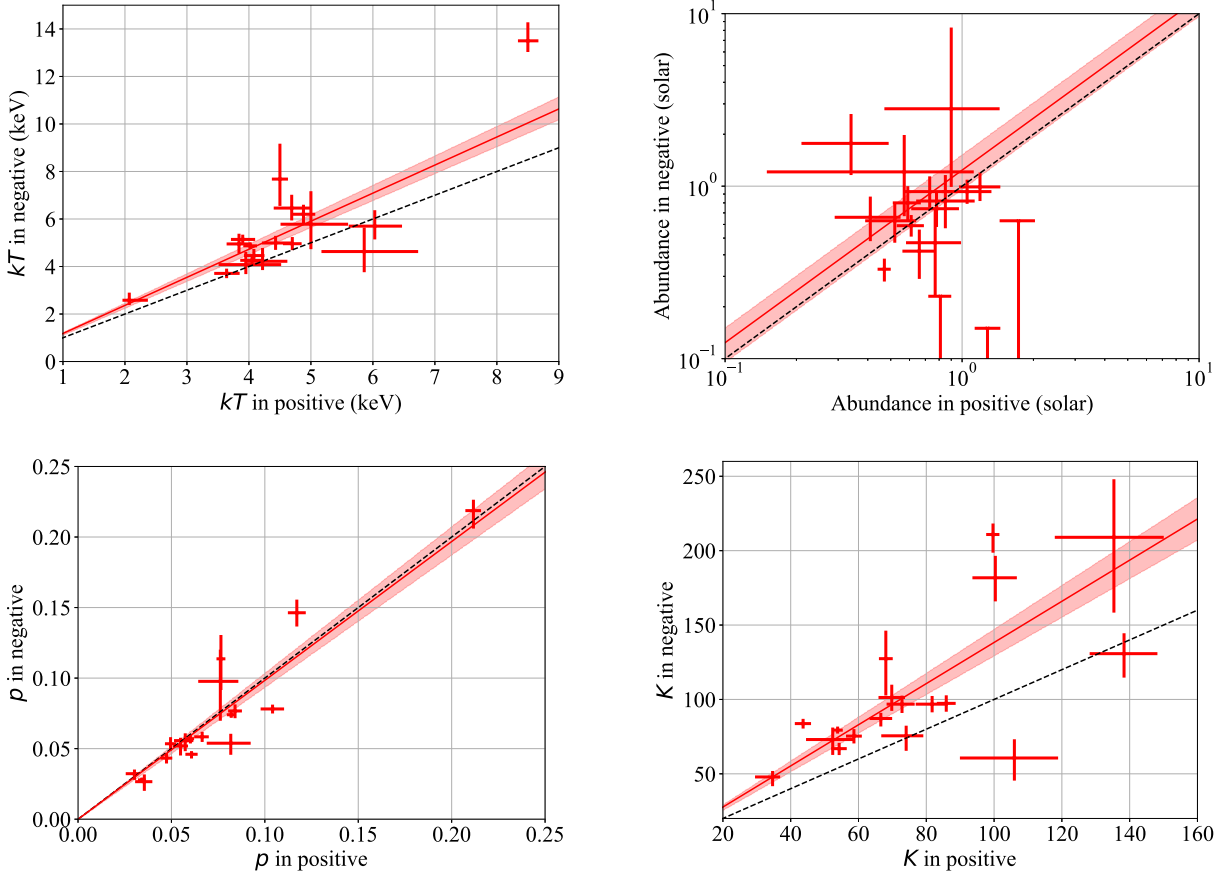 14
12
10
8
6
4
2
0
kT in negative (keV)
1 2 3 4 5 6 7 8 9
kT in positive (keV)
10¹
10⁰
10⁻¹
Abundance in negative (solar)
10⁻¹ 10⁰ 10¹
Abundance in positive (solar)
0.25
0.20
0.15
0.10
0.05
0.00
p in negative
0.00 0.05 0.10 0.15 0.20 0.25
p in positive
250
200
150
100
50
K in negative
20 40 60 80 100 120 140 160
K in positive